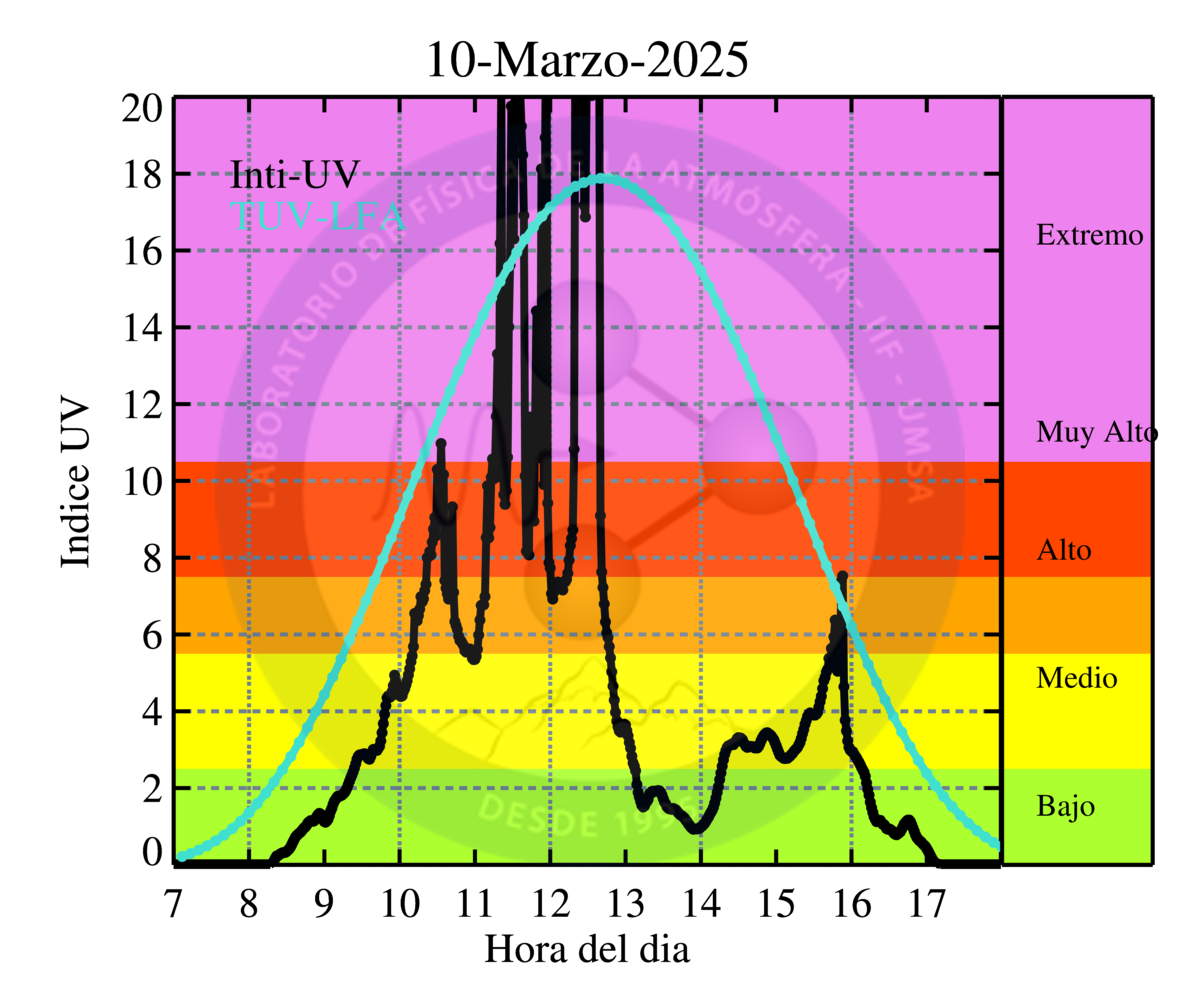 10-Marzo-2025
Indice UV
20
18
16
14
12
10
8
6
4
2
0
Inti-UV
TUV-LFA
LABORATORIO DE FÍSICA DE LA ATMÓSFERA - IIF - UMSA
DESDE 1995
Extremo
Muy Alto
Alto
Medio
Bajo
7 8 9 10 11 12 13 14 15 16 17
Hora del dia